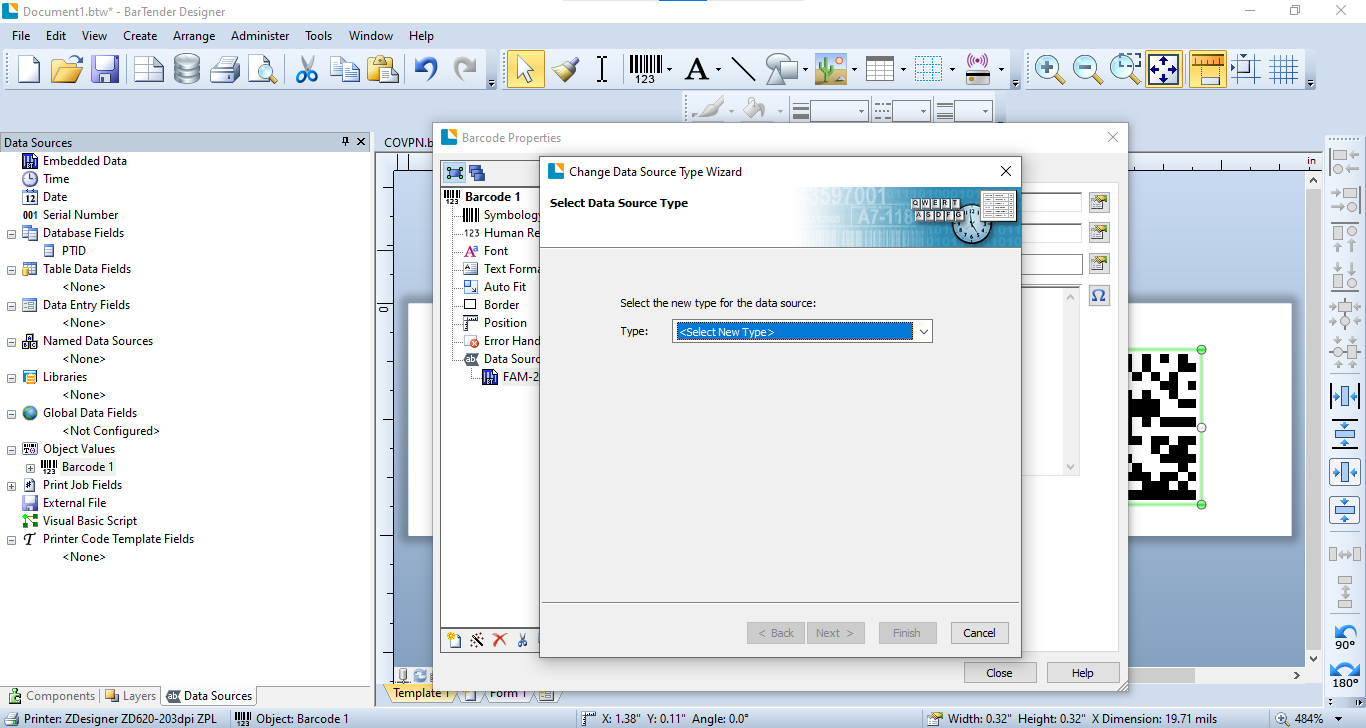 Document1.btw* - BarTender Designer
File Edit View Create Arrange Administer Tools Window Help
123
Data Sources
Embedded Data
Time
Date
Serial Number
Database Fields
PTID
Table Data Fields
<None>
Data Entry Fields
<None>
Named Data Sources
<None>
Libraries
<None>
Global Data Fields
<Not Configured>
Object Values
Barcode 1
Print Job Fields
External File
Visual Basic Script
Printer Code Template Fields
<None>
Components Layers Data Sources
COVPN.b
in
0
Barcode Properties
Barcode 1
Symbology
Human Re
Font
Text Forma
Auto Fit
Border
Position
Error Hand
Data Sourc
FAM-2
Change Data Source Type Wizard
Select Data Source Type
3597001
A7-118
QWERT
ASDFG
Select the new type for the data source:
Type: <Select New Type>
< Back Next > Finish Cancel
Close Help
Template 1 Form 1
90°
180°
Printer: ZDesigner ZD620-203dpi ZPL Object: Barcode 1 X: 1.38" Y: 0.11" Angle: 0.0° Width: 0.32" Height: 0.32" X Dimension: 19.71 mils 484%